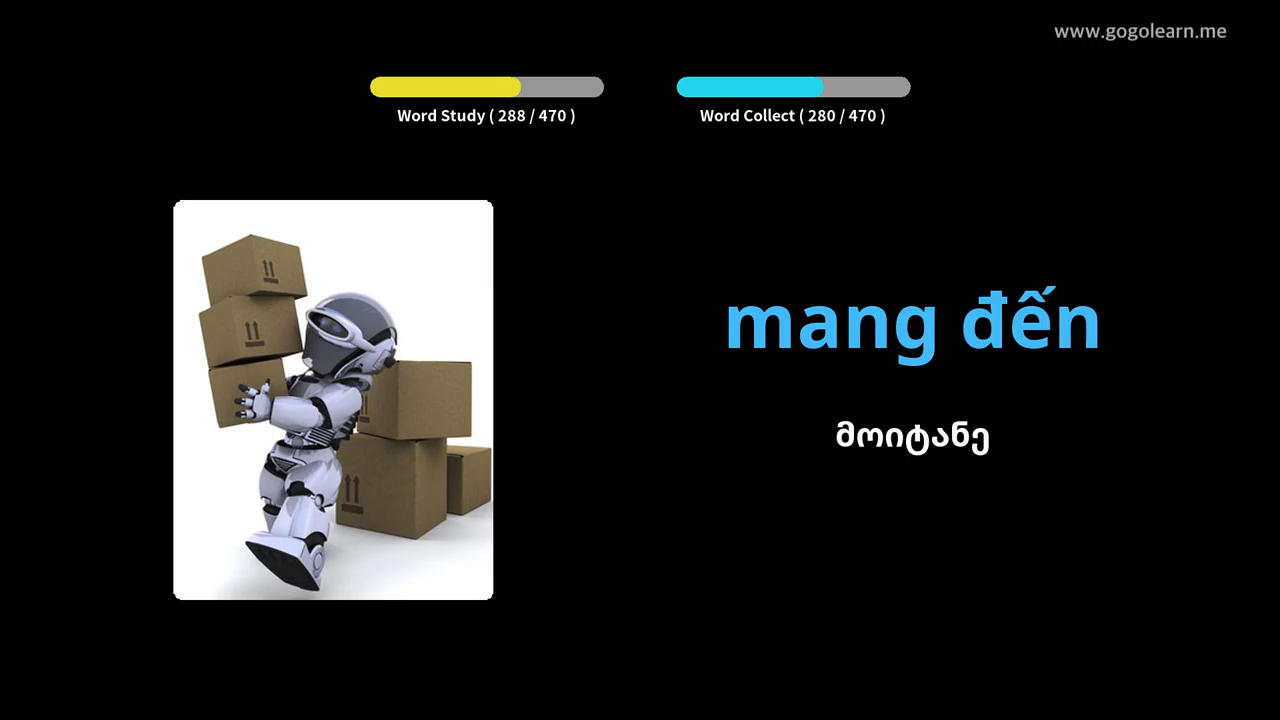 www.gogolearn.me
Word Study ( 288 / 470 )
Word Collect ( 280 / 470 )
mang đến
მოიტანე